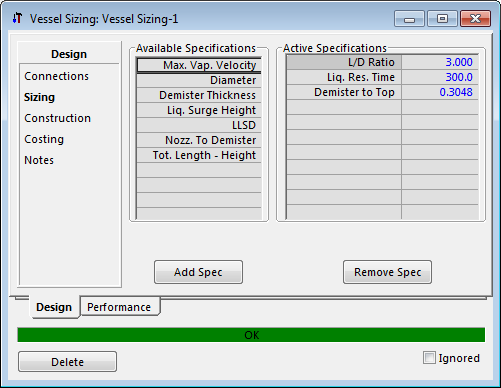 Vessel Sizing: Vessel Sizing-1
Design
Connections
Sizing
Construction
Costing
Notes
Available Specifications
Max. Vap. Velocity
Diameter
Demister Thickness
Liq. Surge Height
LLSD
Nozz. To Demister
Tot. Length - Height
Add Spec
Active Specifications
L/D Ratio 3.000
Liq. Res. Time 300.0
Demister to Top 0.3048
Remove Spec
Design Performance
OK
Delete Ignored